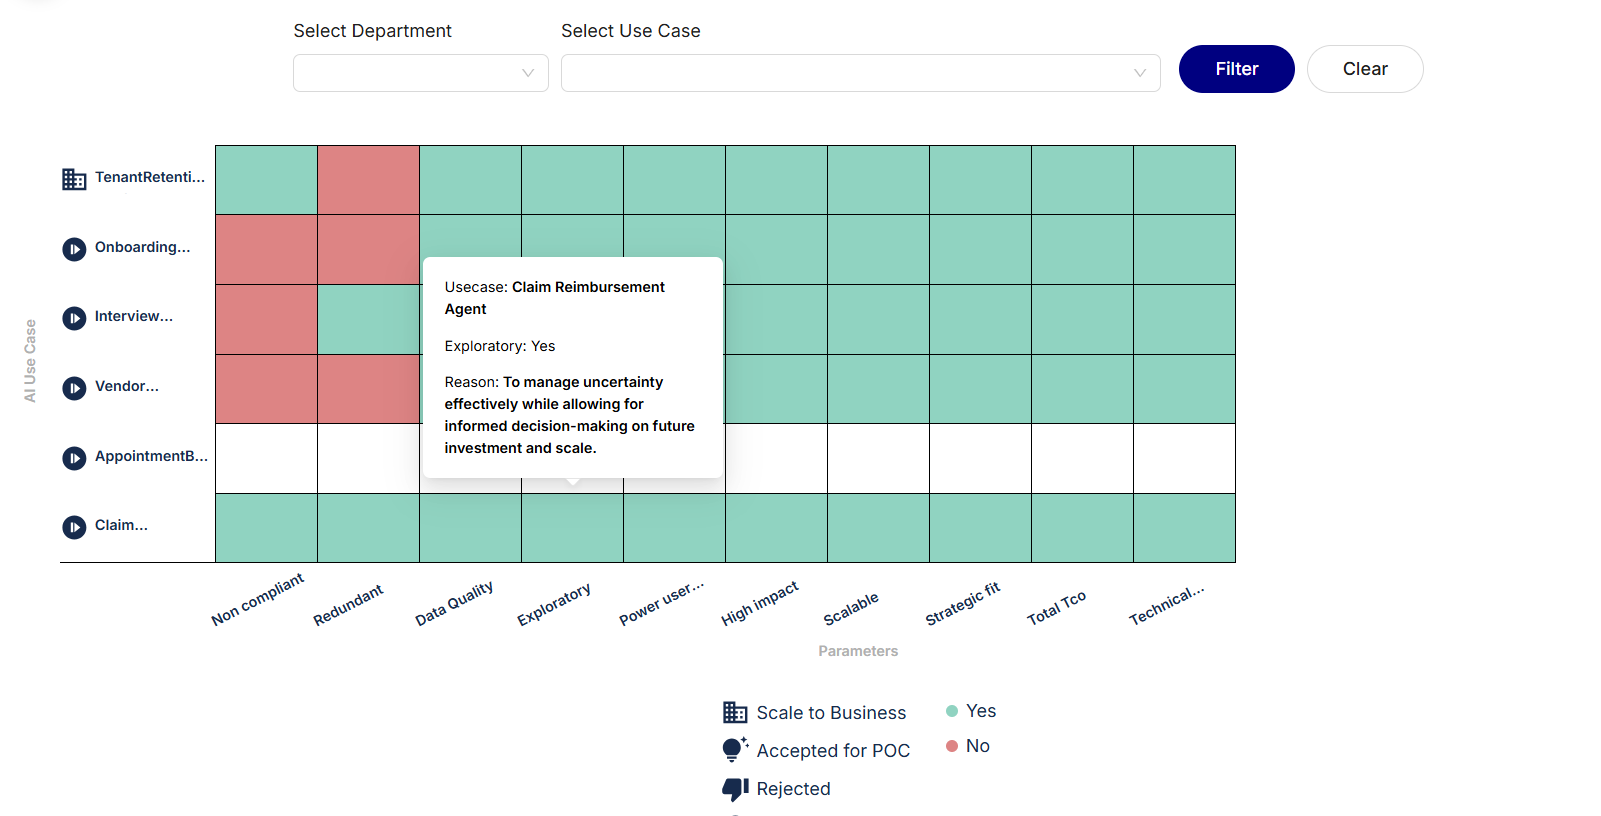 Select Department
Select Use Case
Filter
Clear
TenantRetenti...
Onboarding...
Interview...
Vendor...
AppointmentB...
Claim...
AI Use Case
Usecase: Claim Reimbursement
Agent
Exploratory: Yes
Reason: To manage uncertainty
effectively while allowing for
informed decision-making on future
investment and scale.
Non compliant
Redundant
Data Quality
Exploratory
Power user...
High impact
Scalable
Strategic fit
Total Tco
Technical...
Parameters
Scale to Business
Yes
Accepted for POC
No
Rejected